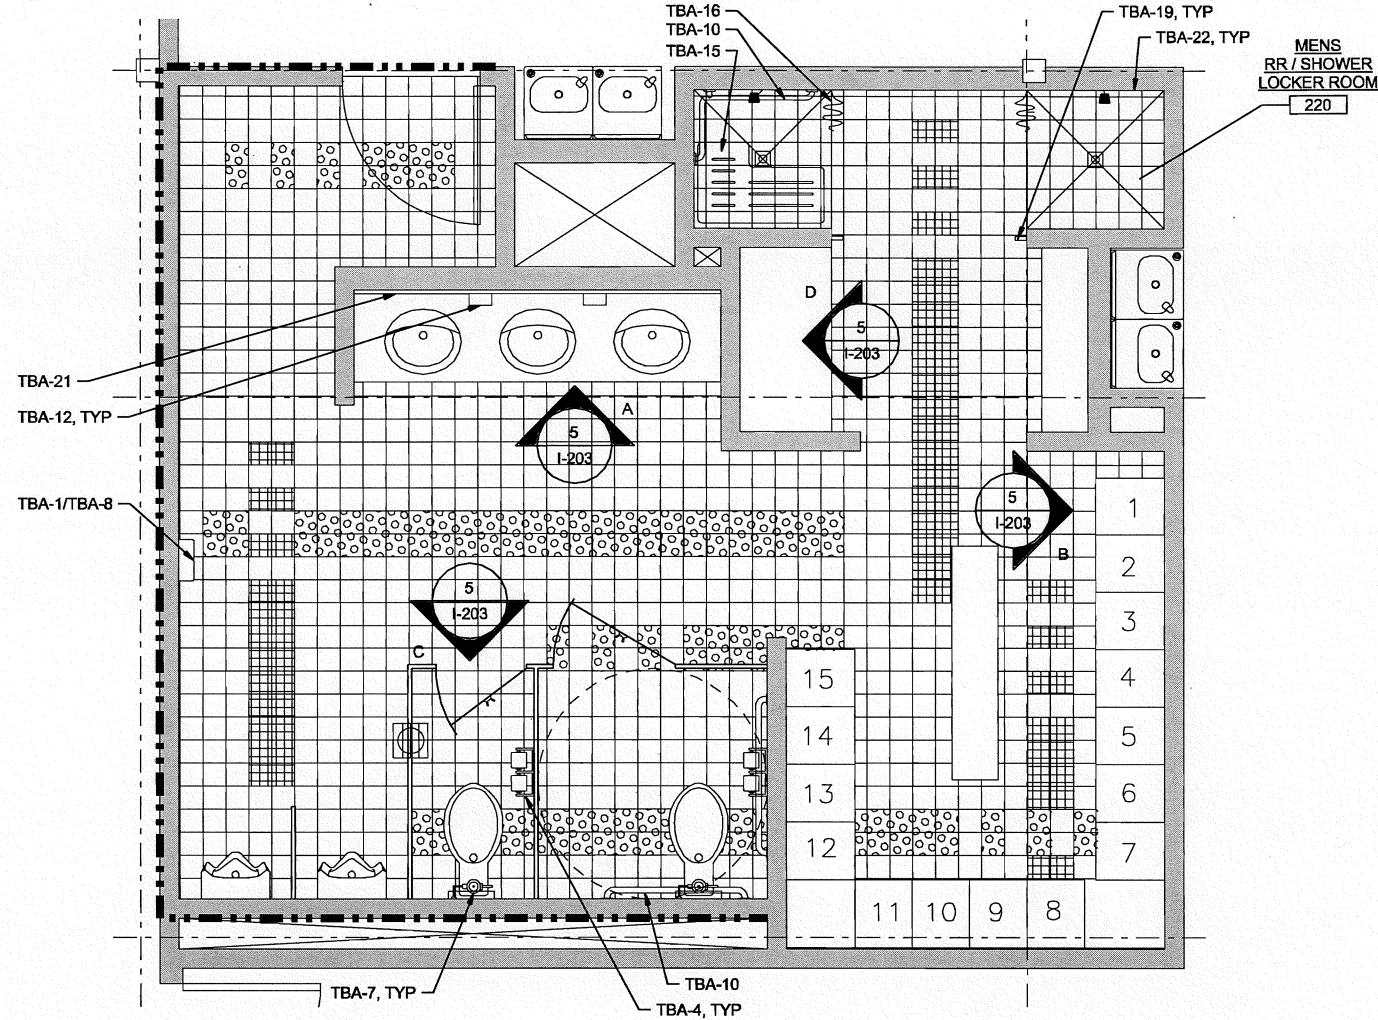 TBA-16
TBA-10
TBA-15
TBA-19, TYP
TBA-22, TYP
MENS
RR / SHOWER
LOCKER ROOM
220
D
5
I-203
TBA-21
TBA-12, TYP
A
5
I-203
TBA-1/TBA-8
5
I-203
B
5
I-203
C
1
2
3
4
5
6
7
15
14
13
12
11
10
9
8
TBA-7, TYP
TBA-10
TBA-4, TYP